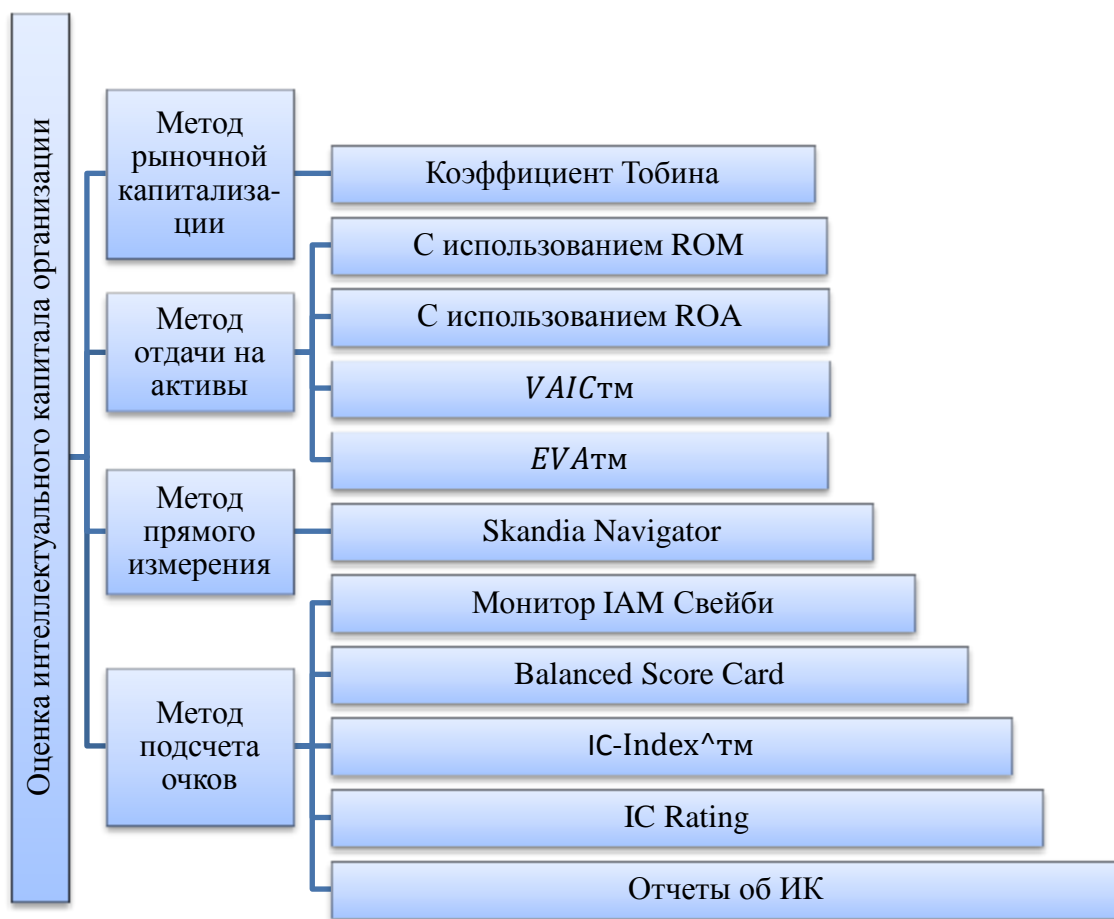 Оценка интеллектуального капитала организации
Метод
рыночной
капитализа-
ции
Коэффициент Тобина
Метод
отдачи на
активы
С использованием ROM
С использованием ROA
VAICтм
EVAтм
Метод
прямого
измерения
Skandia Navigator
Метод
подсчета
очков
Монитор IAM Свейби
Balanced Score Card
IC-Index^тм
IC Rating
Отчеты об ИК